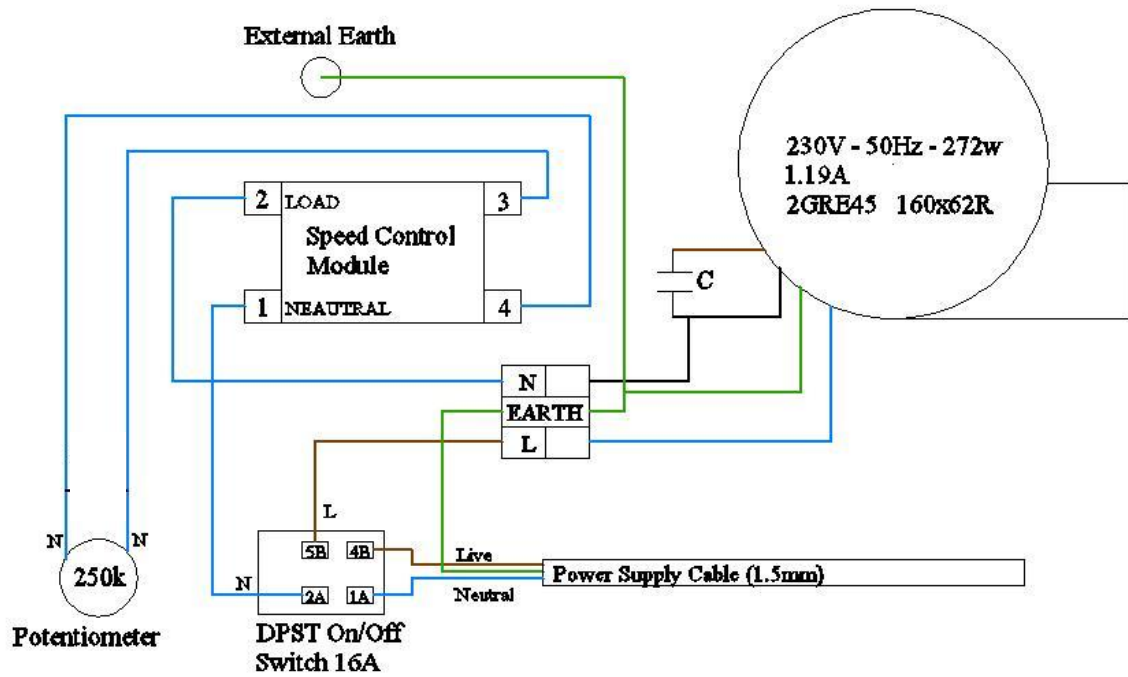 External Earth
230V - 50Hz - 272w
1.19A
2GRE45 160x62R
2 LOAD 3
Speed Control
Module
1 NEAUTRAL 4
C
N
EARTH
L
L
N N
5B 4B
Live
250k
N
2A 1A
Neutral
Power Supply Cable (1.5mm)
Potentiometer
DPST On/Off
Switch 16A